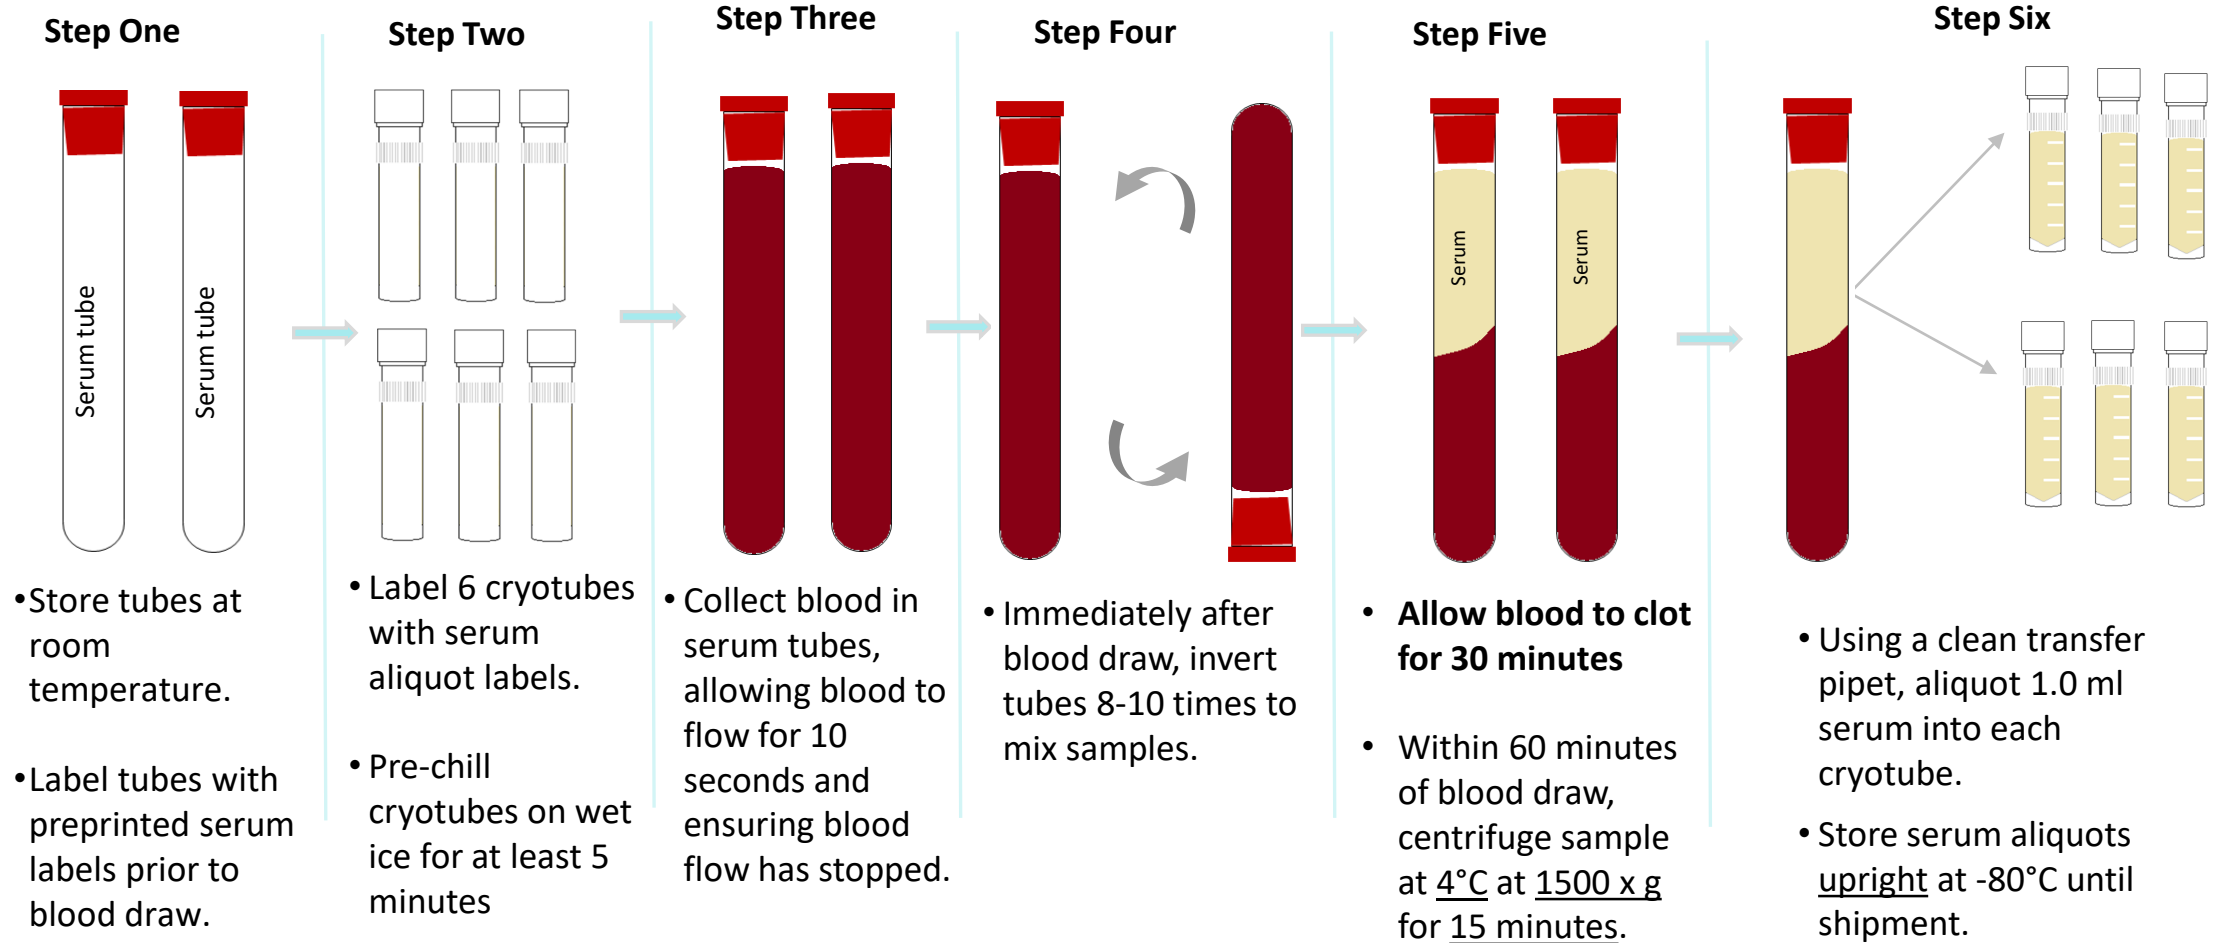 Step One
Serum tube
Serum tube
•Store tubes at
room
temperature.
•Label tubes with
preprinted serum
labels prior to
blood draw.
Step Two
• Label 6 cryotubes
with serum
aliquot labels.
• Pre-chill
cryotubes on wet
ice for at least 5
minutes
Step Three
• Collect blood in
serum tubes,
allowing blood to
flow for 10
seconds and
ensuring blood
flow has stopped.
Step Four
• Immediately after
blood draw, invert
tubes 8-10 times to
mix samples.
Step Five
Serum
Serum
• Allow blood to clot
for 30 minutes
• Within 60 minutes
of blood draw,
centrifuge sample
at 4°C at 1500 x g
for 15 minutes.
Step Six
• Using a clean transfer
pipet, aliquot 1.0 ml
serum into each
cryotube.
• Store serum aliquots
upright at -80°C until
shipment.